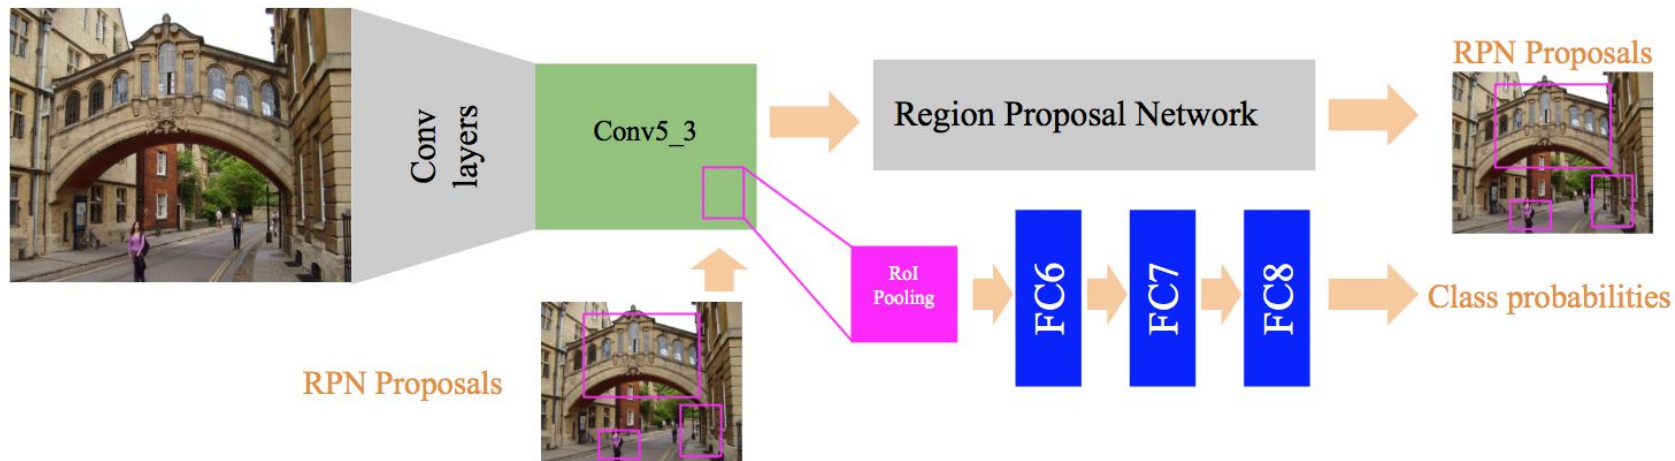 RPN Proposals
Conv
layers
Conv5_3
Region Proposal Network
RoI
Pooling
FC6
FC7
FC8
Class probabilities
RPN Proposals